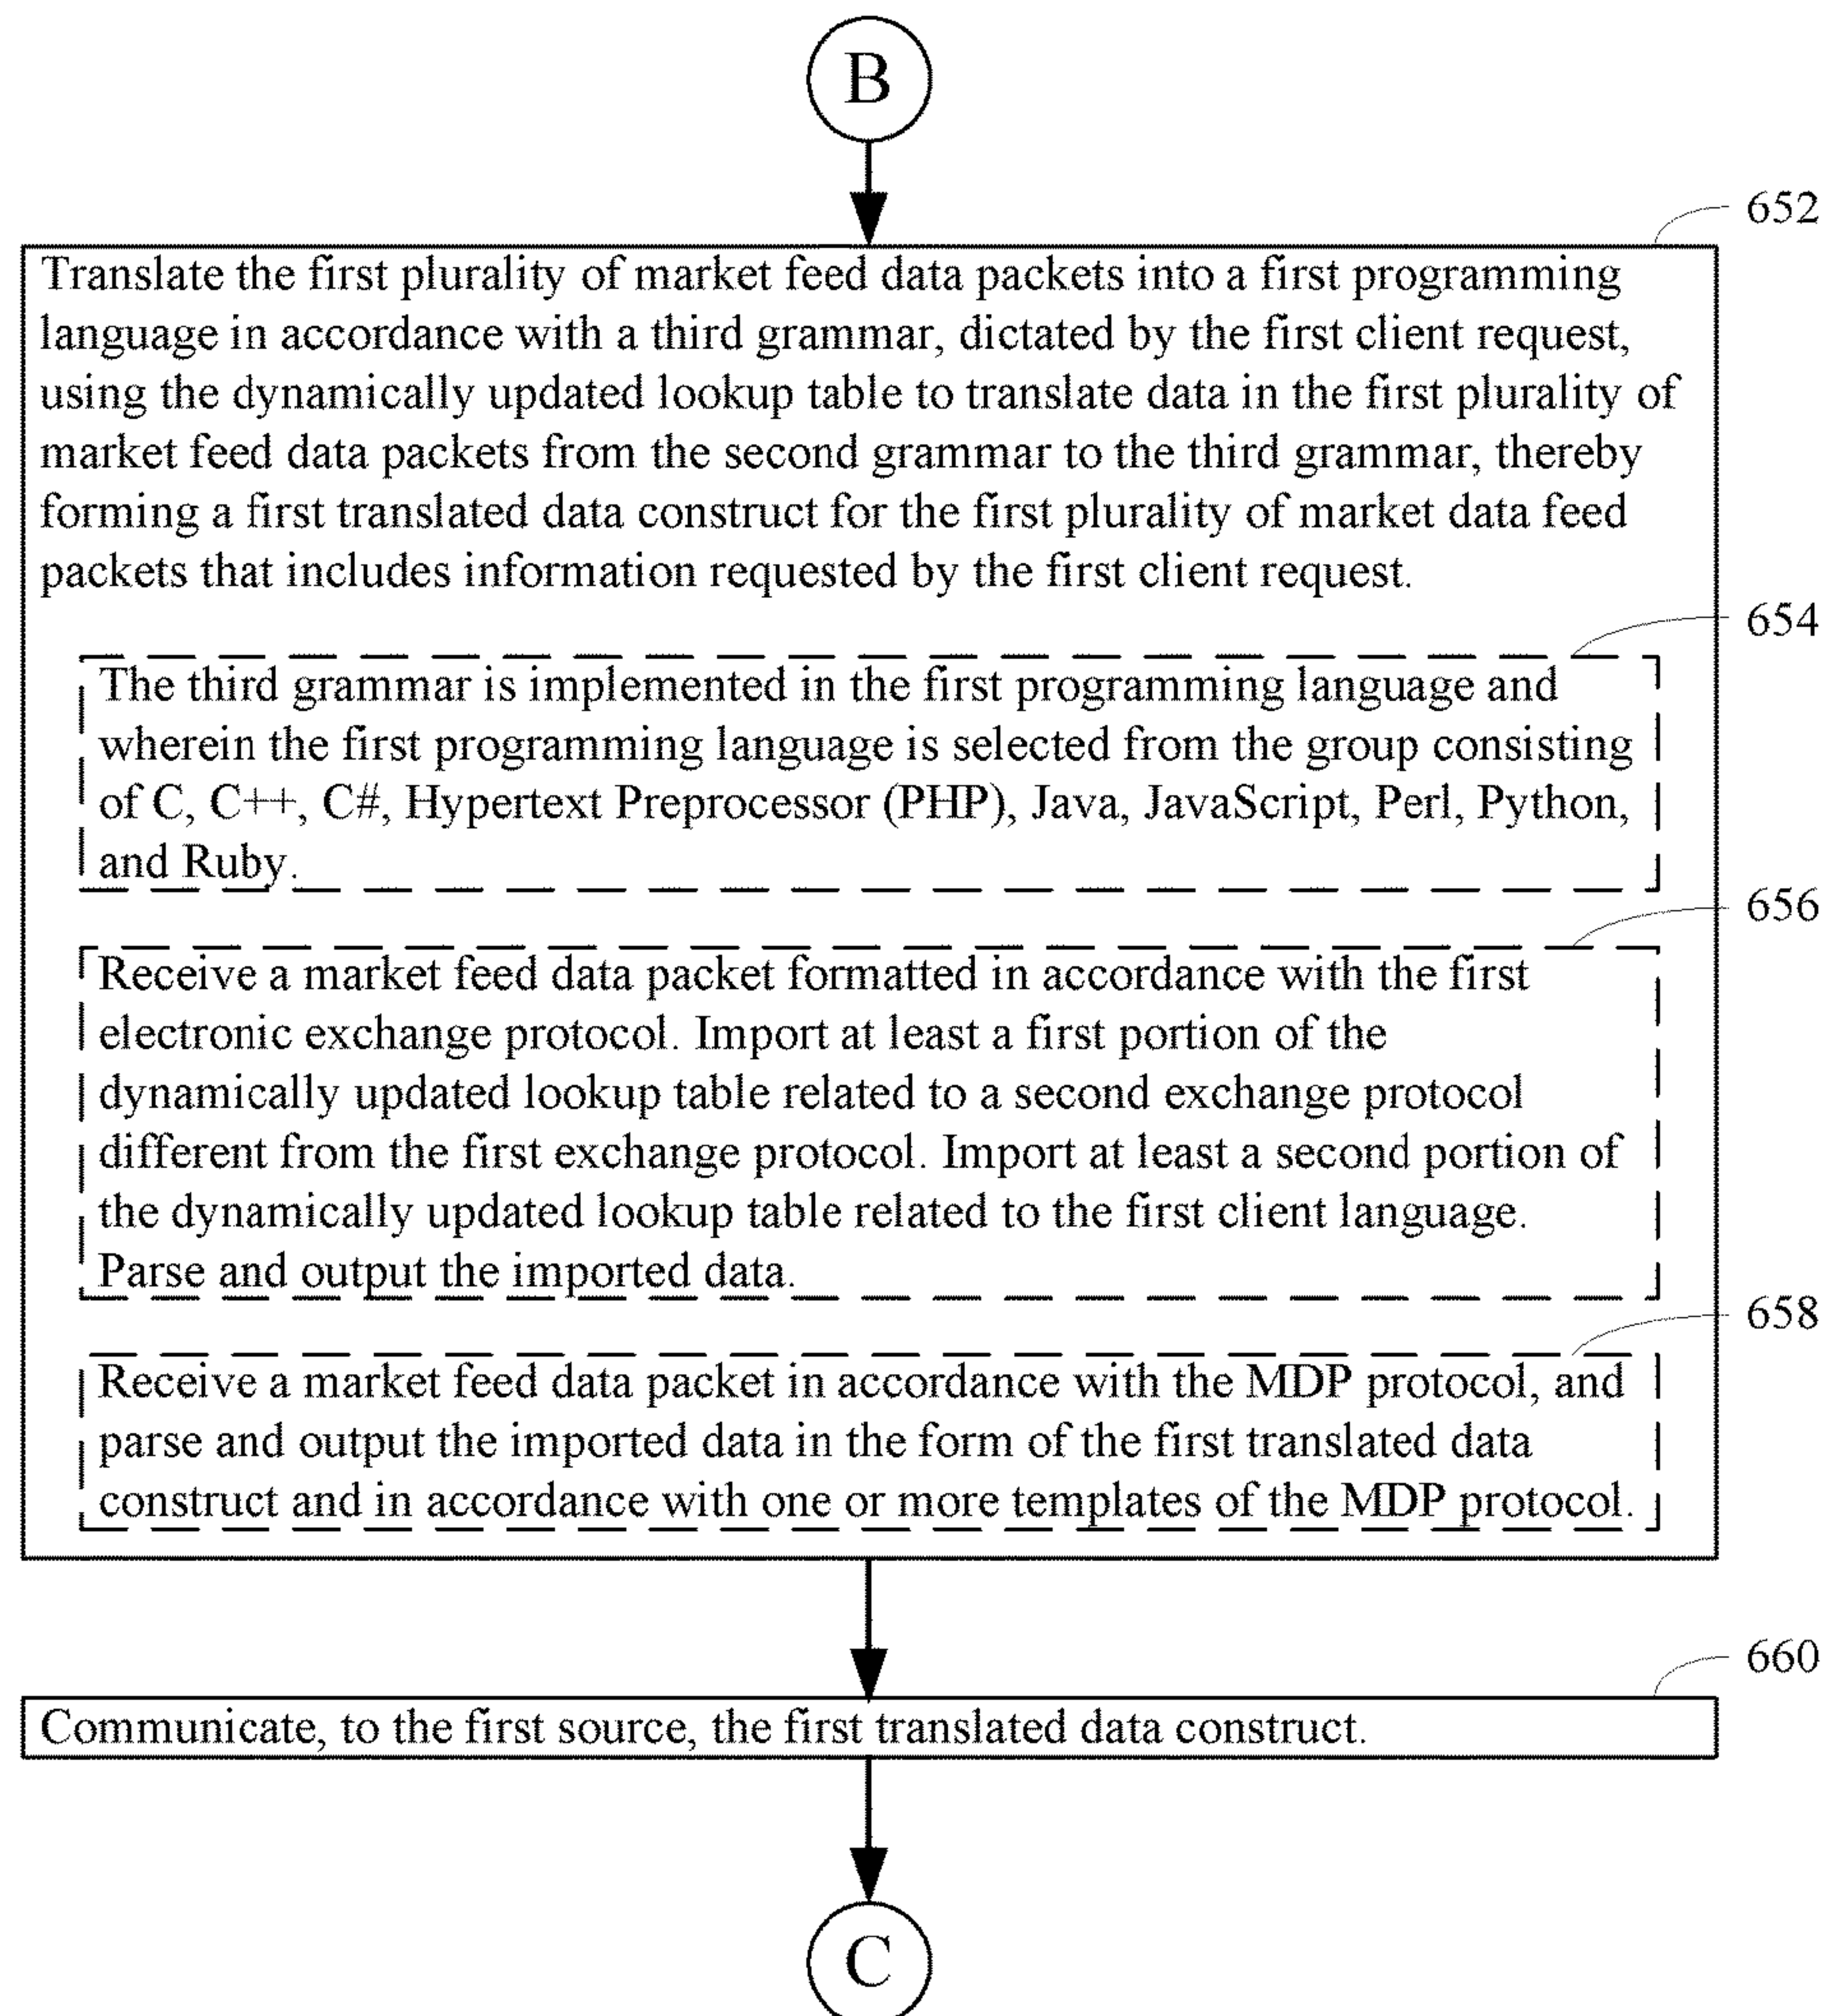 B
652
Translate the first plurality of market feed data packets into a first programming
language in accordance with a third grammar, dictated by the first client request,
using the dynamically updated lookup table to translate data in the first plurality of
market feed data packets from the second grammar to the third grammar, thereby
forming a first translated data construct for the first plurality of market data feed
packets that includes information requested by the first client request.
654
The third grammar is implemented in the first programming language and
wherein the first programming language is selected from the group consisting
of C, C++, C#, Hypertext Preprocessor (PHP), Java, JavaScript, Perl, Python,
and Ruby.
656
Receive a market feed data packet formatted in accordance with the first
electronic exchange protocol. Import at least a first portion of the
dynamically updated lookup table related to a second exchange protocol
different from the first exchange protocol. Import at least a second portion of
the dynamically updated lookup table related to the first client language.
Parse and output the imported data.
658
Receive a market feed data packet in accordance with the MDP protocol, and
parse and output the imported data in the form of the first translated data
construct and in accordance with one or more templates of the MDP protocol.
660
Communicate, to the first source, the first translated data construct.
C